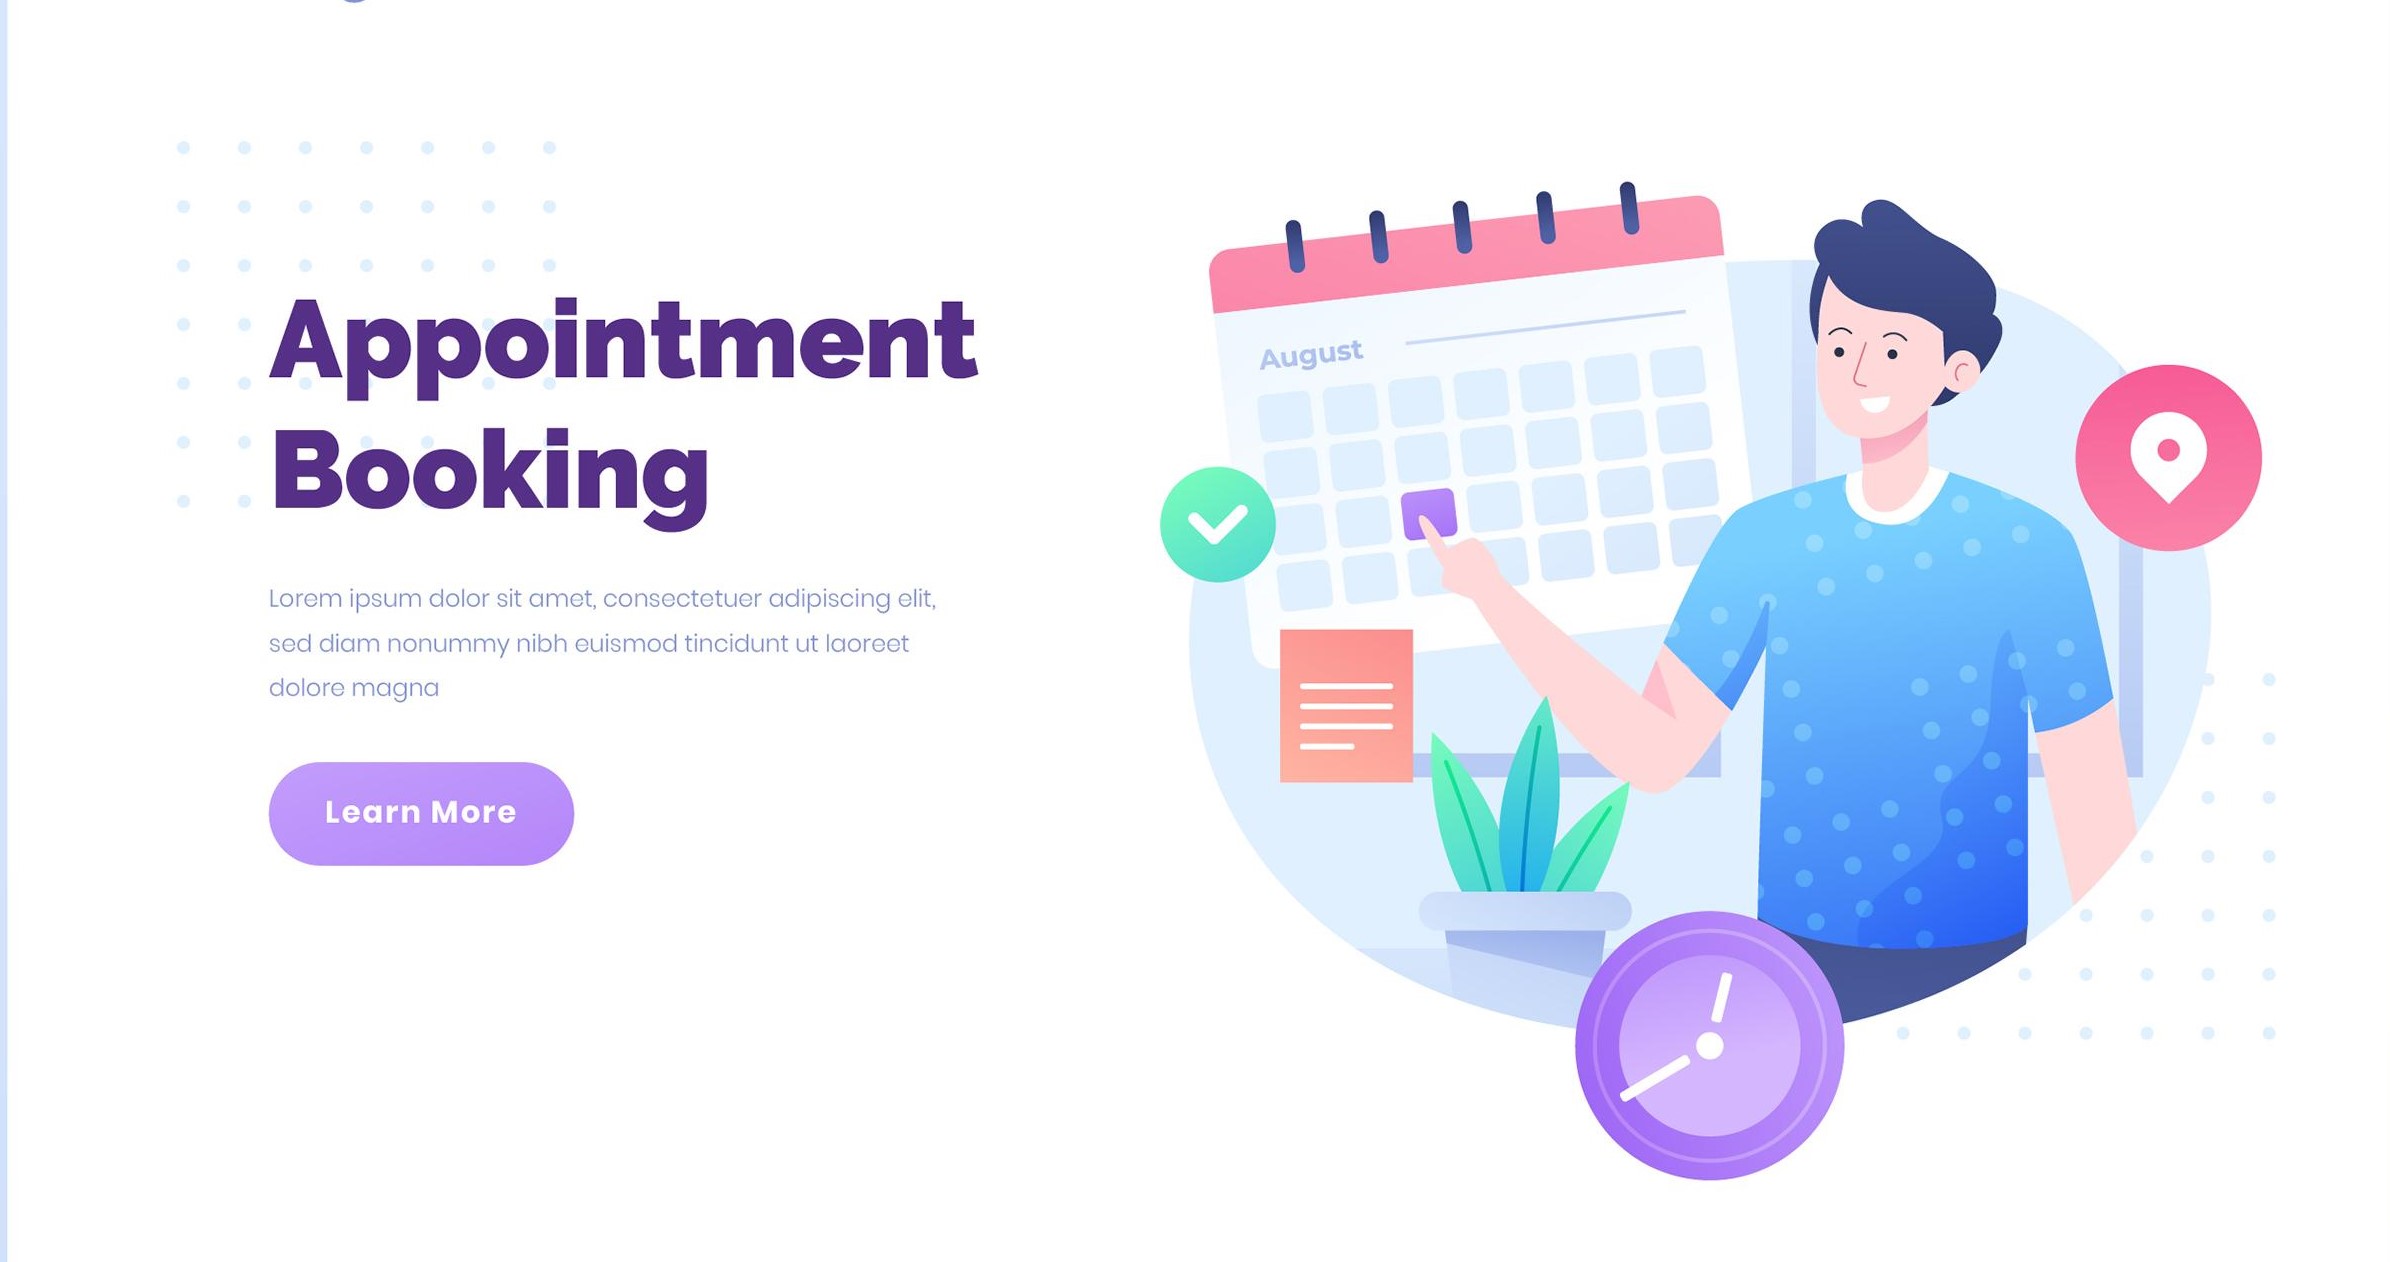 Appointment
Booking
Lorem ipsum dolor sit amet, consectetuer adipiscing elit,
sed diam nonummy nibh euismod tincidunt ut laoreet
dolore magna
Learn More
August